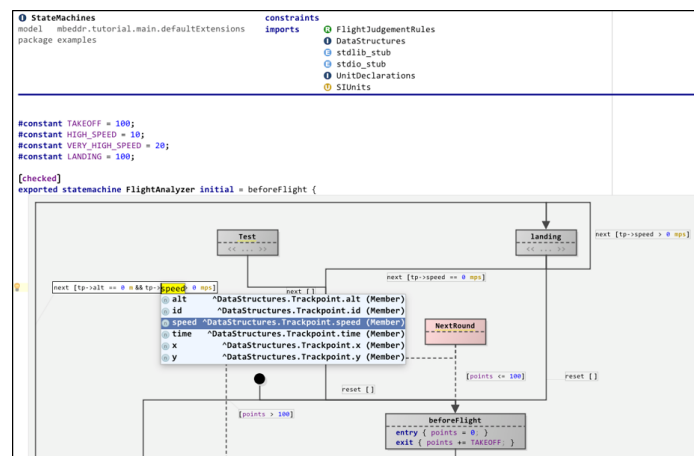 StateMachines
model mbeddr.tutorial.main.defaultExtensions
package examples
constraints
imports
FlightJudgementRules
DataStructures
stdlib_stub
stdio_stub
UnitDeclarations
SIUnits
#constant TAKEOFF = 100;
#constant HIGH_SPEED = 10;
#constant VERY_HIGH_SPEED = 20;
#constant LANDING = 100;
[checked]
exported statemachine FlightAnalyzer initial = beforeFlight {
Test
<< ... >>
landing
<< ... >>
next [tp->speed > 0 mps]
next [tp->speed == 0 mps]
next [tp->alt == 0 m && tp->speed> 0 mps]
next []
alt ^DataStructures.Trackpoint.alt (Member)
id ^DataStructures.Trackpoint.id (Member)
speed ^DataStructures.Trackpoint.speed (Member)
time ^DataStructures.Trackpoint.time (Member)
x ^DataStructures.Trackpoint.x (Member)
y ^DataStructures.Trackpoint.y (Member)
NextRound
[points <= 100]
reset []
reset []
[points > 100]
beforeFlight
entry { points = 0; }
exit { points += TAKEOFF; }